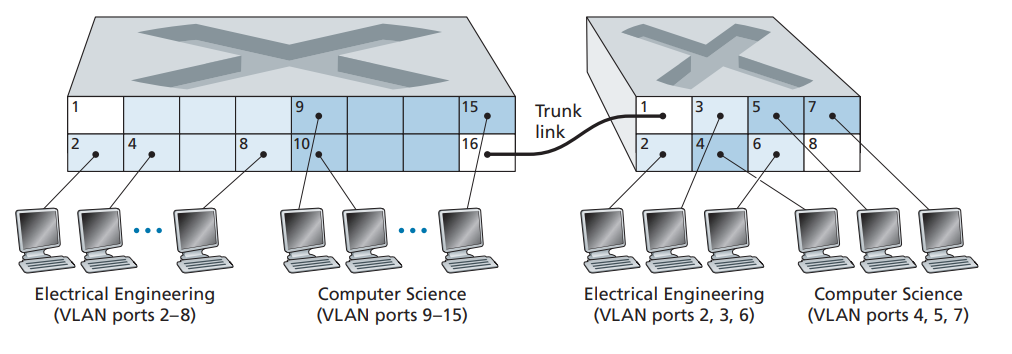 1
9
15
2
4
8
10
16
Trunk
link
1
3
5
7
2
4
6
8
Electrical Engineering
(VLAN ports 2–8)
Computer Science
(VLAN ports 9–15)
Electrical Engineering
(VLAN ports 2, 3, 6)
Computer Science
(VLAN ports 4, 5, 7)